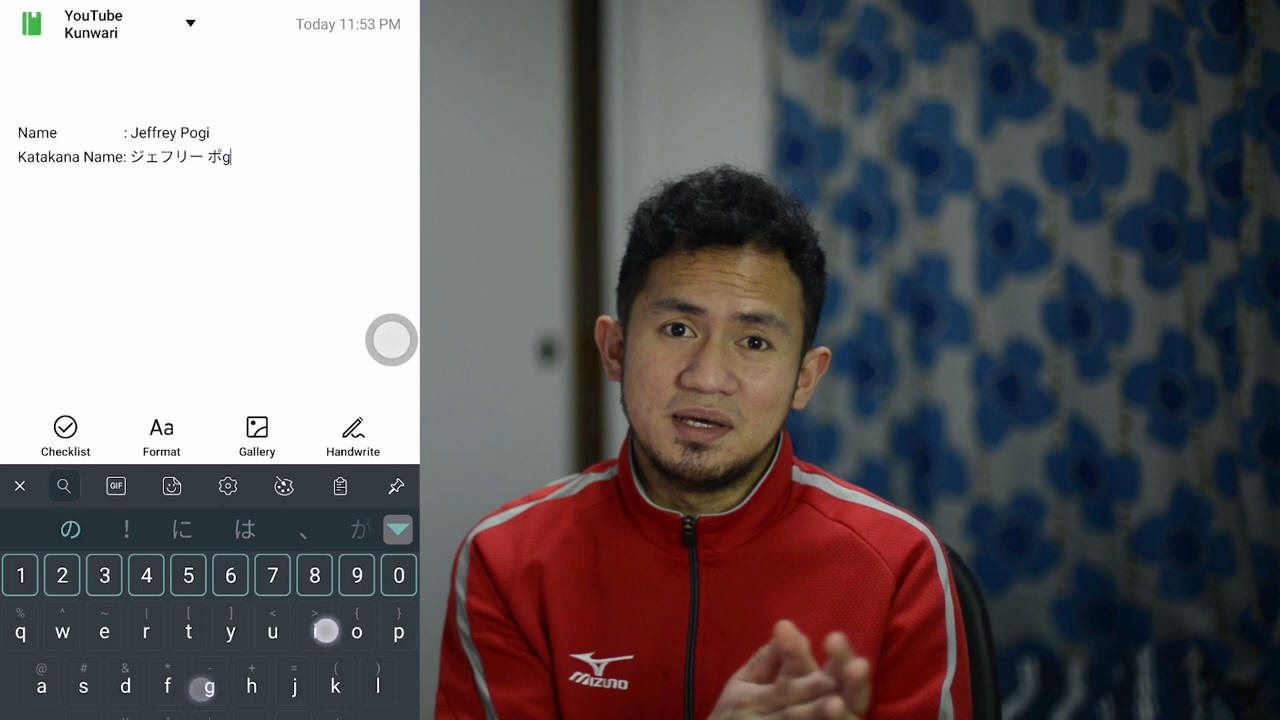 YouTube
Kunwari
Today 11:53 PM
Name : Jeffrey Pogi
Katakana Name: ジェフリー ポg
Checklist
Format
Gallery
Handwrite
GIF
の ! に は 、 が
1 2 3 4 5 6 7 8 9 0
% ^ ~ | [ ] < > { }
q w e r t y u i o p
@ # & * - + = ( )
a s d f g h j k l
MIZUNO